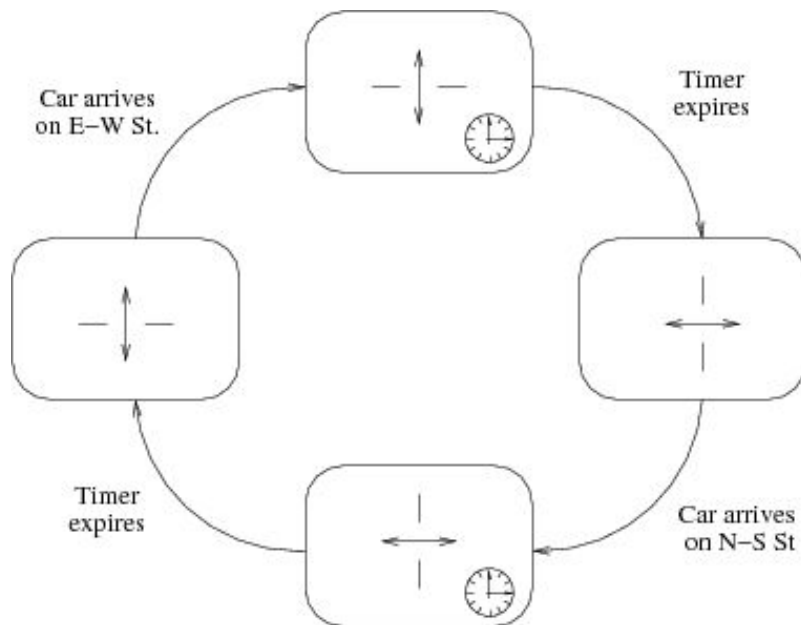 Car arrives
on E−W St.
Timer
expires
Timer
expires
Car arrives
on N−S St